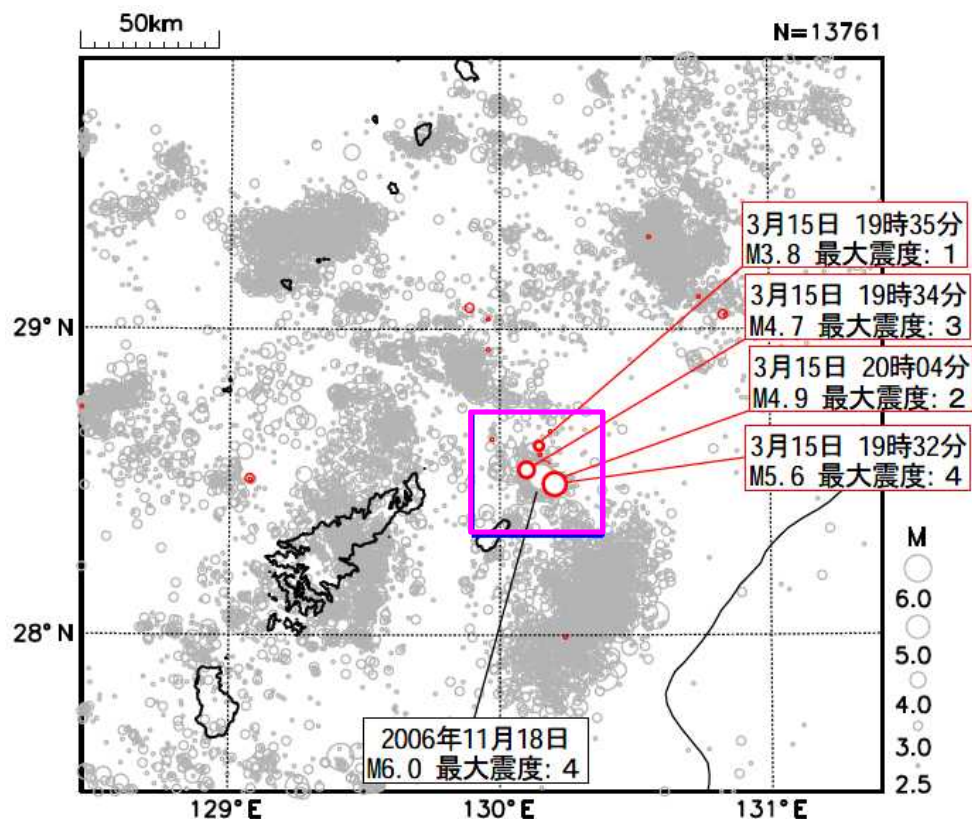 50km
N=13761
3月15日 19時35分
M3.8 最大震度: 1
3月15日 19時34分
M4.7 最大震度: 3
29°N
3月15日 20時04分
M4.9 最大震度: 2
3月15日 19時32分
M5.6 最大震度: 4
M
6.0
5.0
4.0
3.0
2.5
28°N
2006年11月18日
M6.0 最大震度: 4
129°E
130°E
131°E